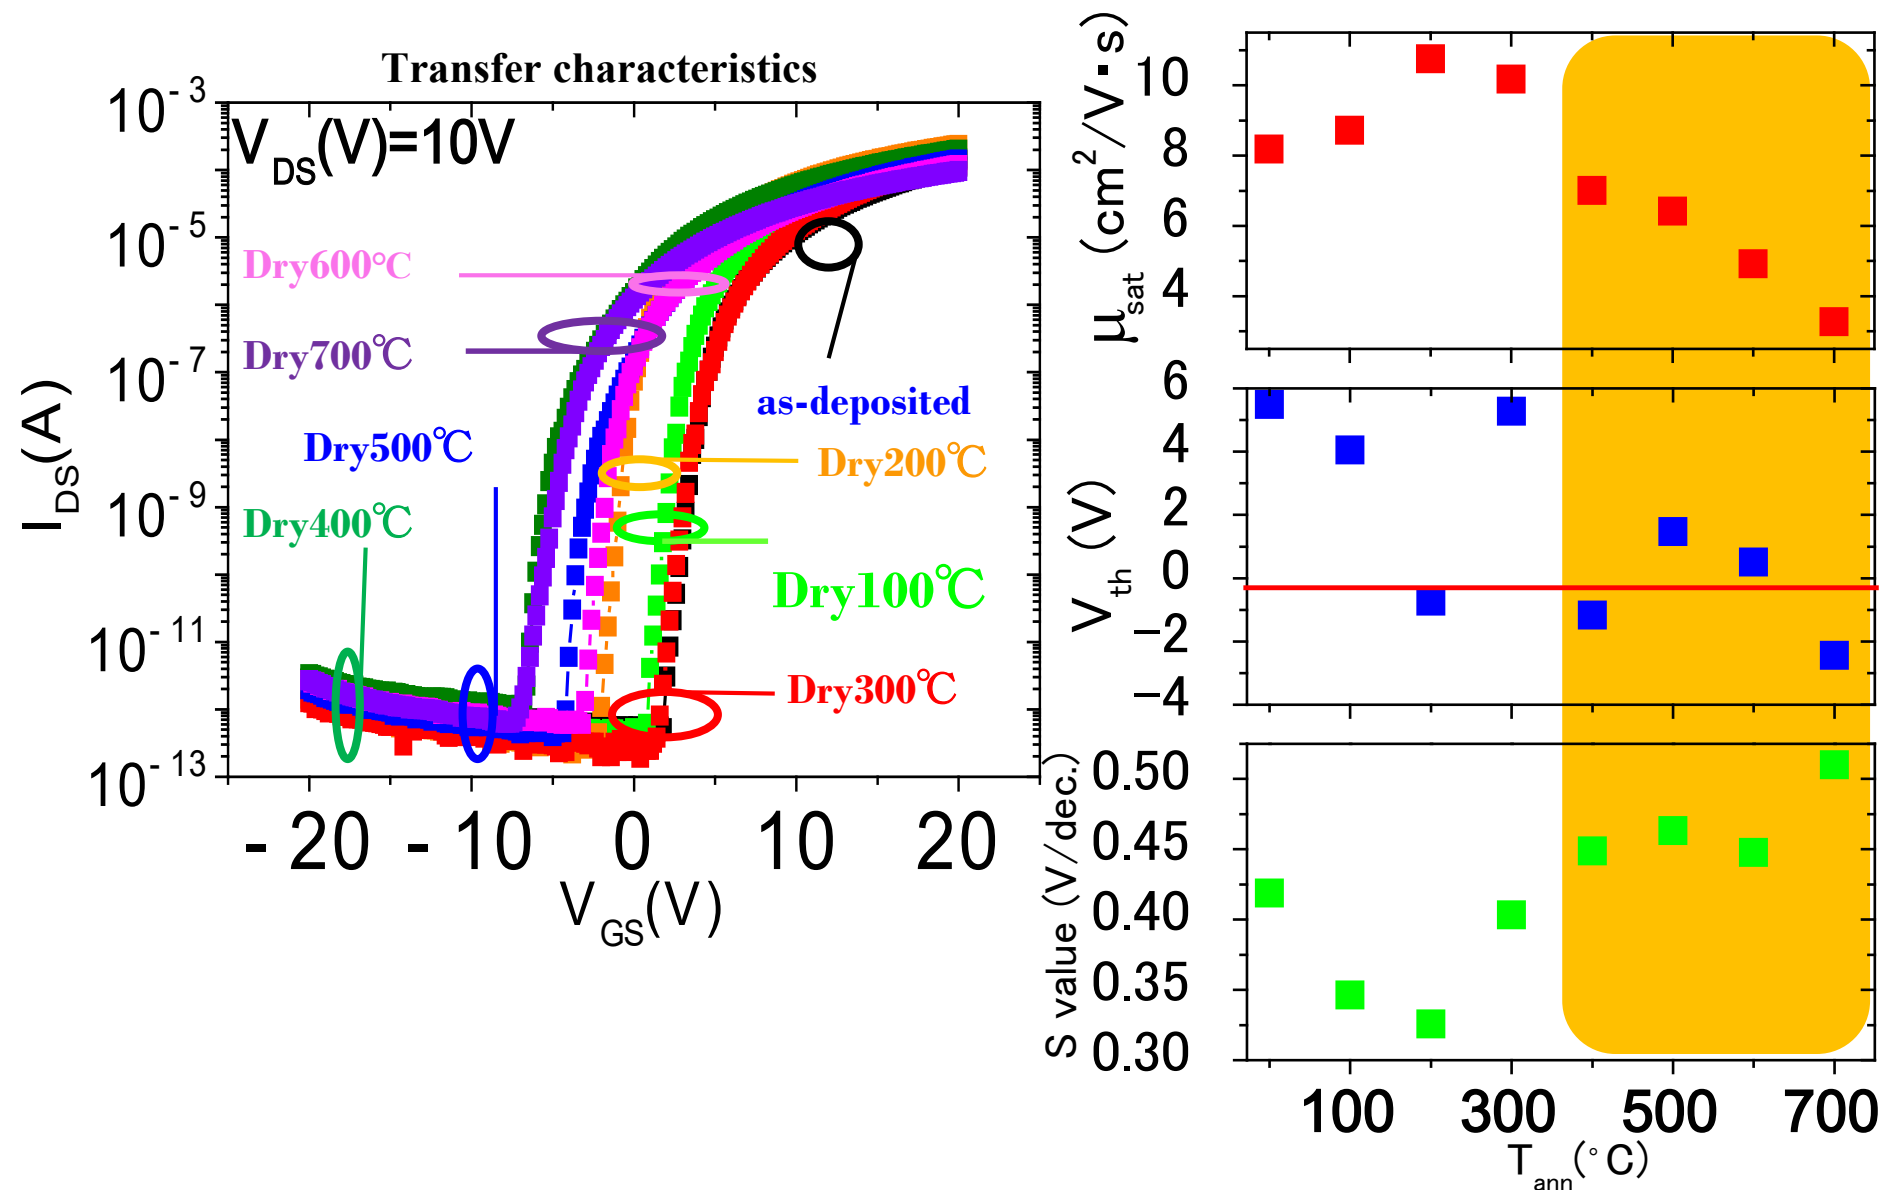 Transfer characteristics
V_DS(V)=10V
10^-3
10^-5
10^-7
10^-9
10^-11
10^-13
I_DS(A)
Dry600℃
Dry700℃
as-deposited
Dry500℃
Dry200℃
Dry400℃
Dry100℃
Dry300℃
- 20
- 10
0
10
20
V_GS(V)
μ_sat (cm²/V・s)
10
8
6
4
V_th (V)
6
4
2
0
−2
−4
S value (V/dec.)
0.50
0.45
0.40
0.35
0.30
100
300
500
700
T_ann(°C)